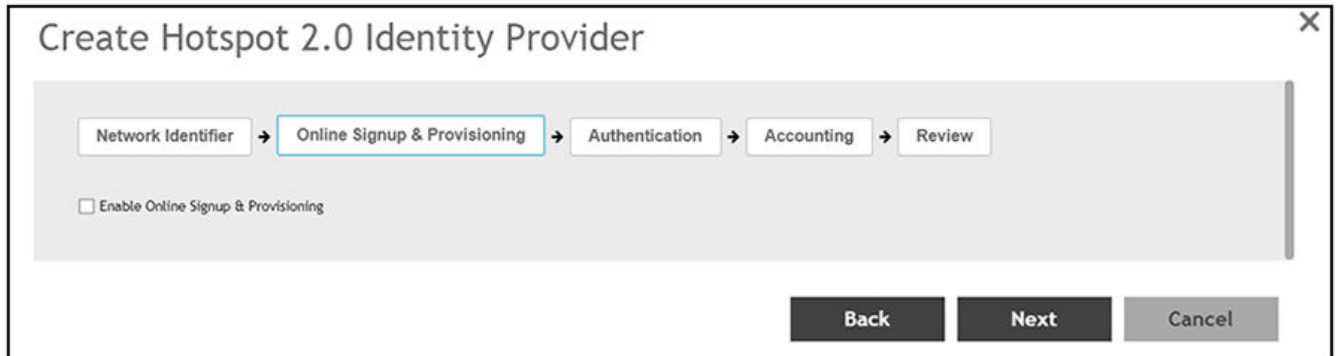 Create Hotspot 2.0 Identity Provider
Network Identifier → Online Signup & Provisioning → Authentication → Accounting → Review
Enable Online Signup & Provisioning
Back Next Cancel